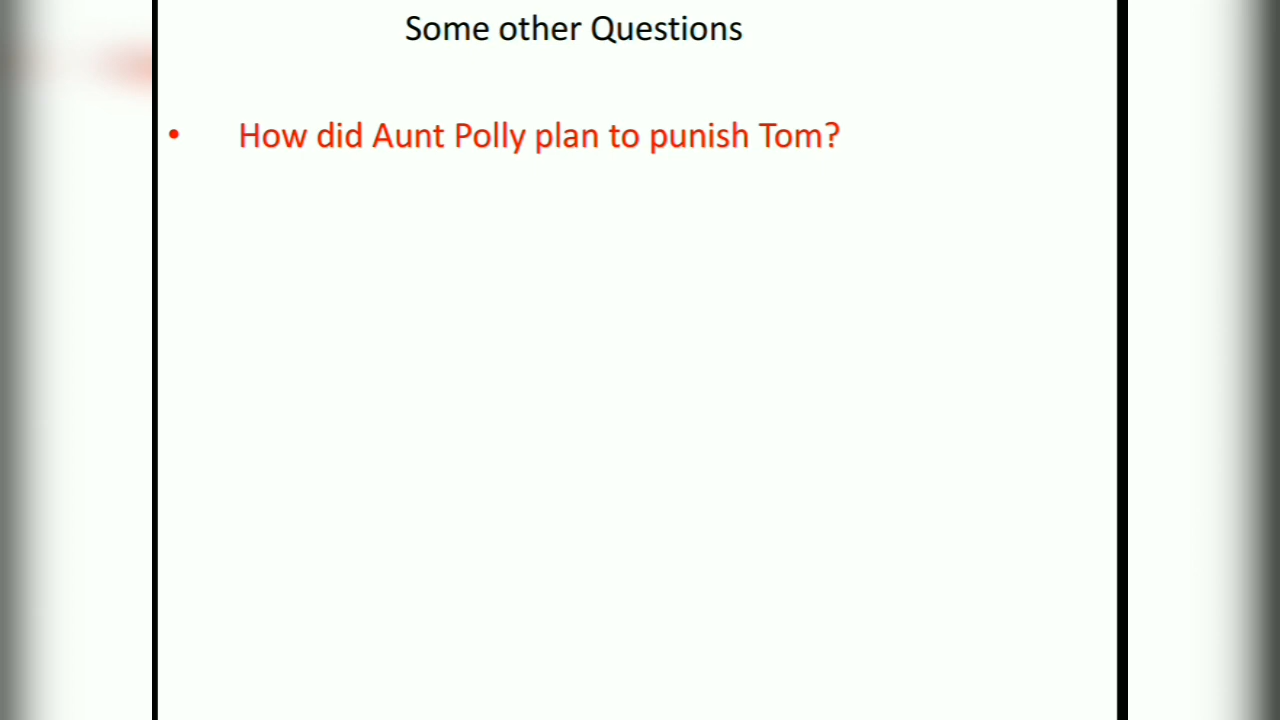 Some other Questions
• How did Aunt Polly plan to punish Tom?